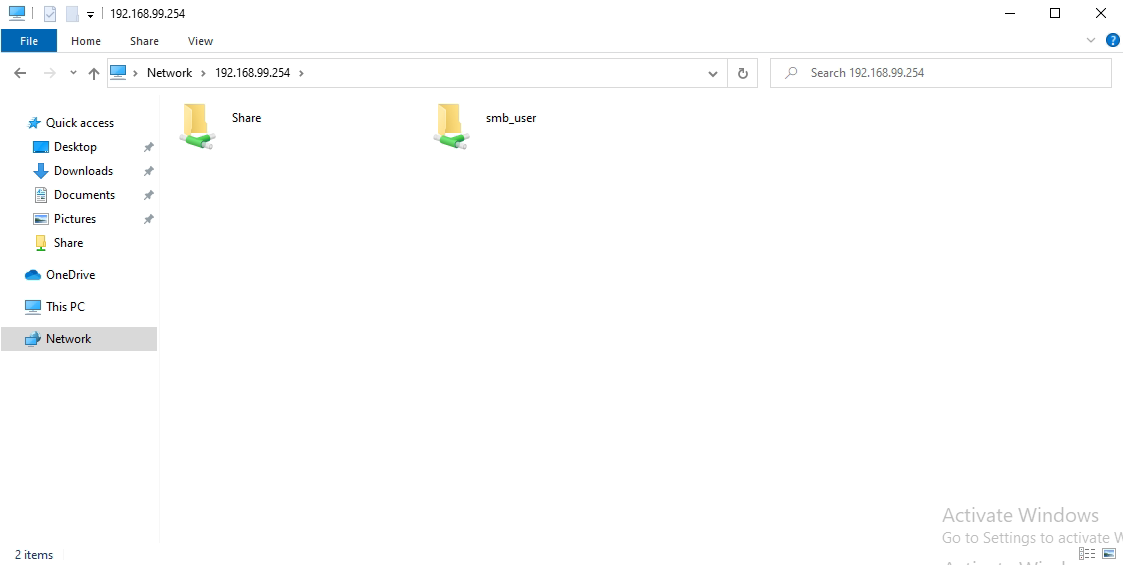 192.168.99.254
File Home Share View
Network 192.168.99.254 Search 192.168.99.254
Share smb_user
Quick access
Desktop
Downloads
Documents
Pictures
Share
OneDrive
This PC
Network
Activate Windows
Go to Settings to activate
2 items